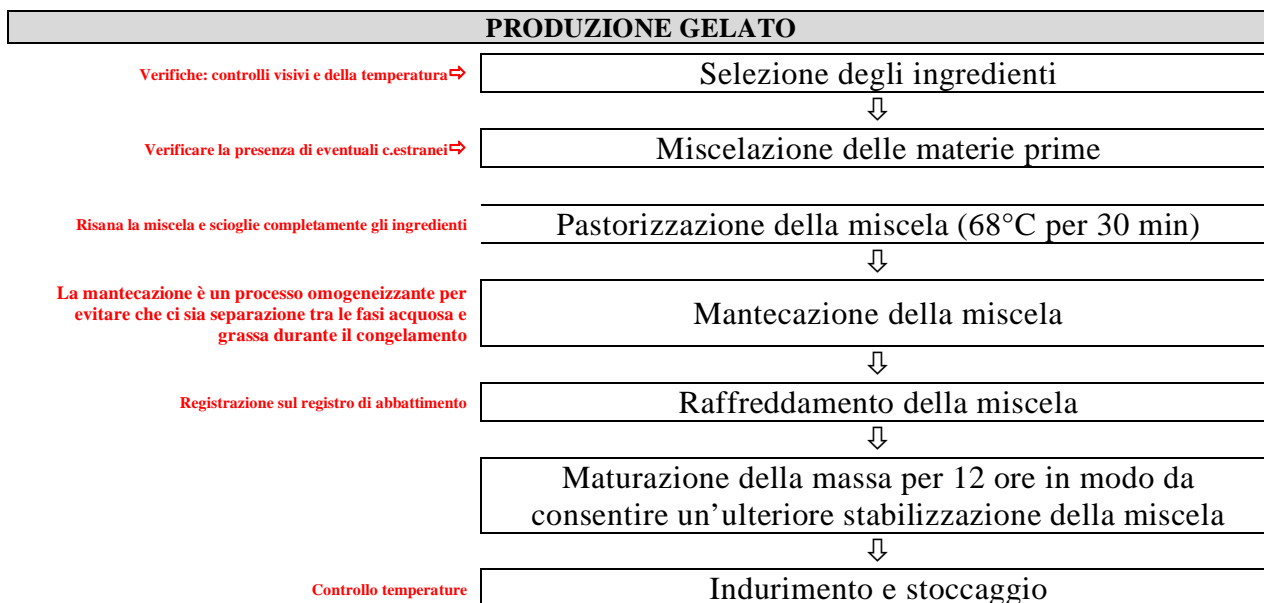 PRODUZIONE GELATO
Verifiche: controlli visivi e della temperatura⇨
Selezione degli ingredienti
⇩
Verificare la presenza di eventuali c.estranei⇨
Miscelazione delle materie prime
Risana la miscela e scioglie completamente gli ingredienti
Pastorizzazione della miscela (68°C per 30 min)
⇩
La mantecazione è un processo omogeneizzante per
evitare che ci sia separazione tra le fasi acquosa e
grassa durante il congelamento
Mantecazione della miscela
⇩
Registrazione sul registro di abbattimento
Raffreddamento della miscela
⇩
Maturazione della massa per 12 ore in modo da
consentire un’ulteriore stabilizzazione della miscela
⇩
Controllo temperature
Indurimento e stoccaggio